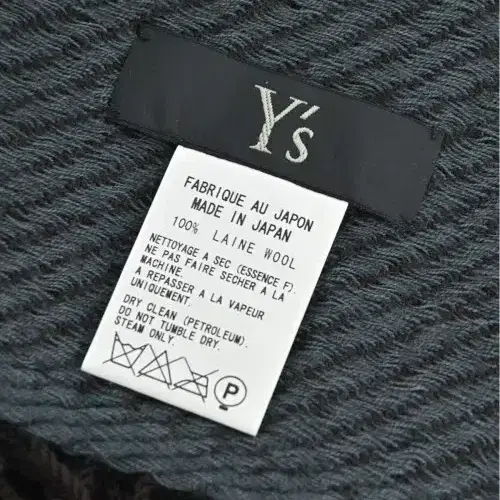 Y's
FABRIQUE AU JAPON
MADE IN JAPAN
100% LAINE WOOL
NETTOYAGE A SEC (ESSENCE F).
NE PAS FAIRE SECHER A LA
MACHINE.
A REPASSER A LA VAPEUR
UNIQUEMENT.
DRY CLEAN (PETROLEUM).
DO NOT TUMBLE DRY.
STEAM ONLY.
P